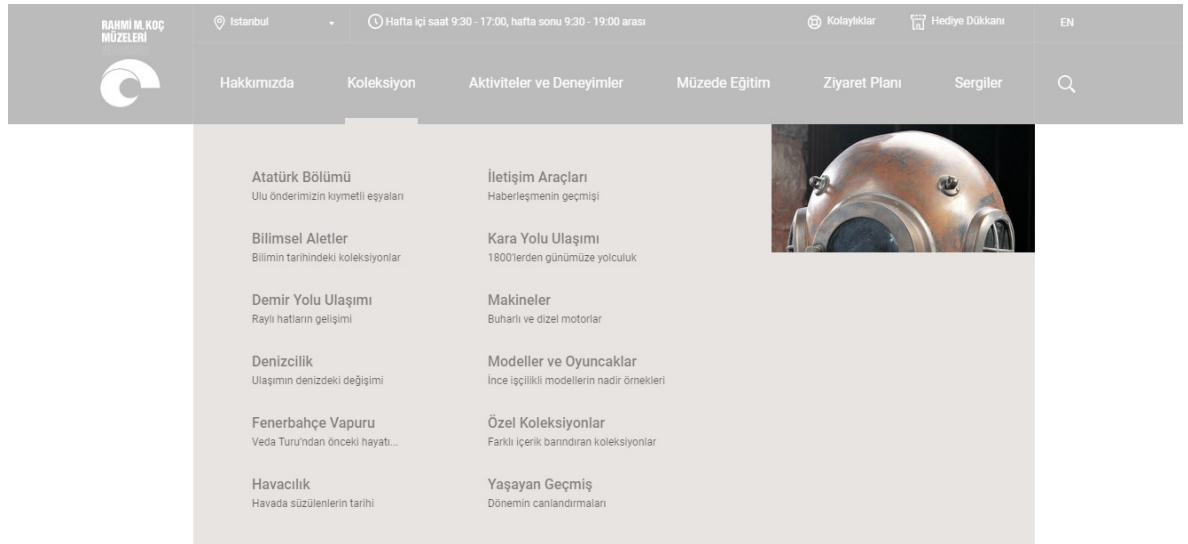 RAHMİ M. KOÇ
MÜZELERİ
Istanbul
Hafta içi saat 9:30 - 17:00, hafta sonu 9:30 - 19:00 arası
Kolaylıklar
Hediye Dükkanı
EN
Hakkımızda
Koleksiyon
Aktiviteler ve Deneyimler
Müzede Eğitim
Ziyaret Planı
Sergiler
Atatürk Bölümü
Ulu önderimizin kıymetli eşyaları
Bilimsel Aletler
Bilimin tarihindeki koleksiyonlar
Demir Yolu Ulaşımı
Raylı hatların gelişimi
Denizcilik
Ulaşımın denizdeki değişimi
Fenerbahçe Vapuru
Veda Turu'ndan önceki hayatı...
Havacılık
Havada süzülenlerin tarihi
İletişim Araçları
Haberleşmenin geçmişi
Kara Yolu Ulaşımı
1800'lerden günümüze yolculuk
Makineler
Buharlı ve dizel motorlar
Modeller ve Oyuncaklar
İnce işçilikli modellerin nadir örnekleri
Özel Koleksiyonlar
Farklı içerik barındıran koleksiyonlar
Yaşayan Geçmiş
Dönemin canlandırmaları